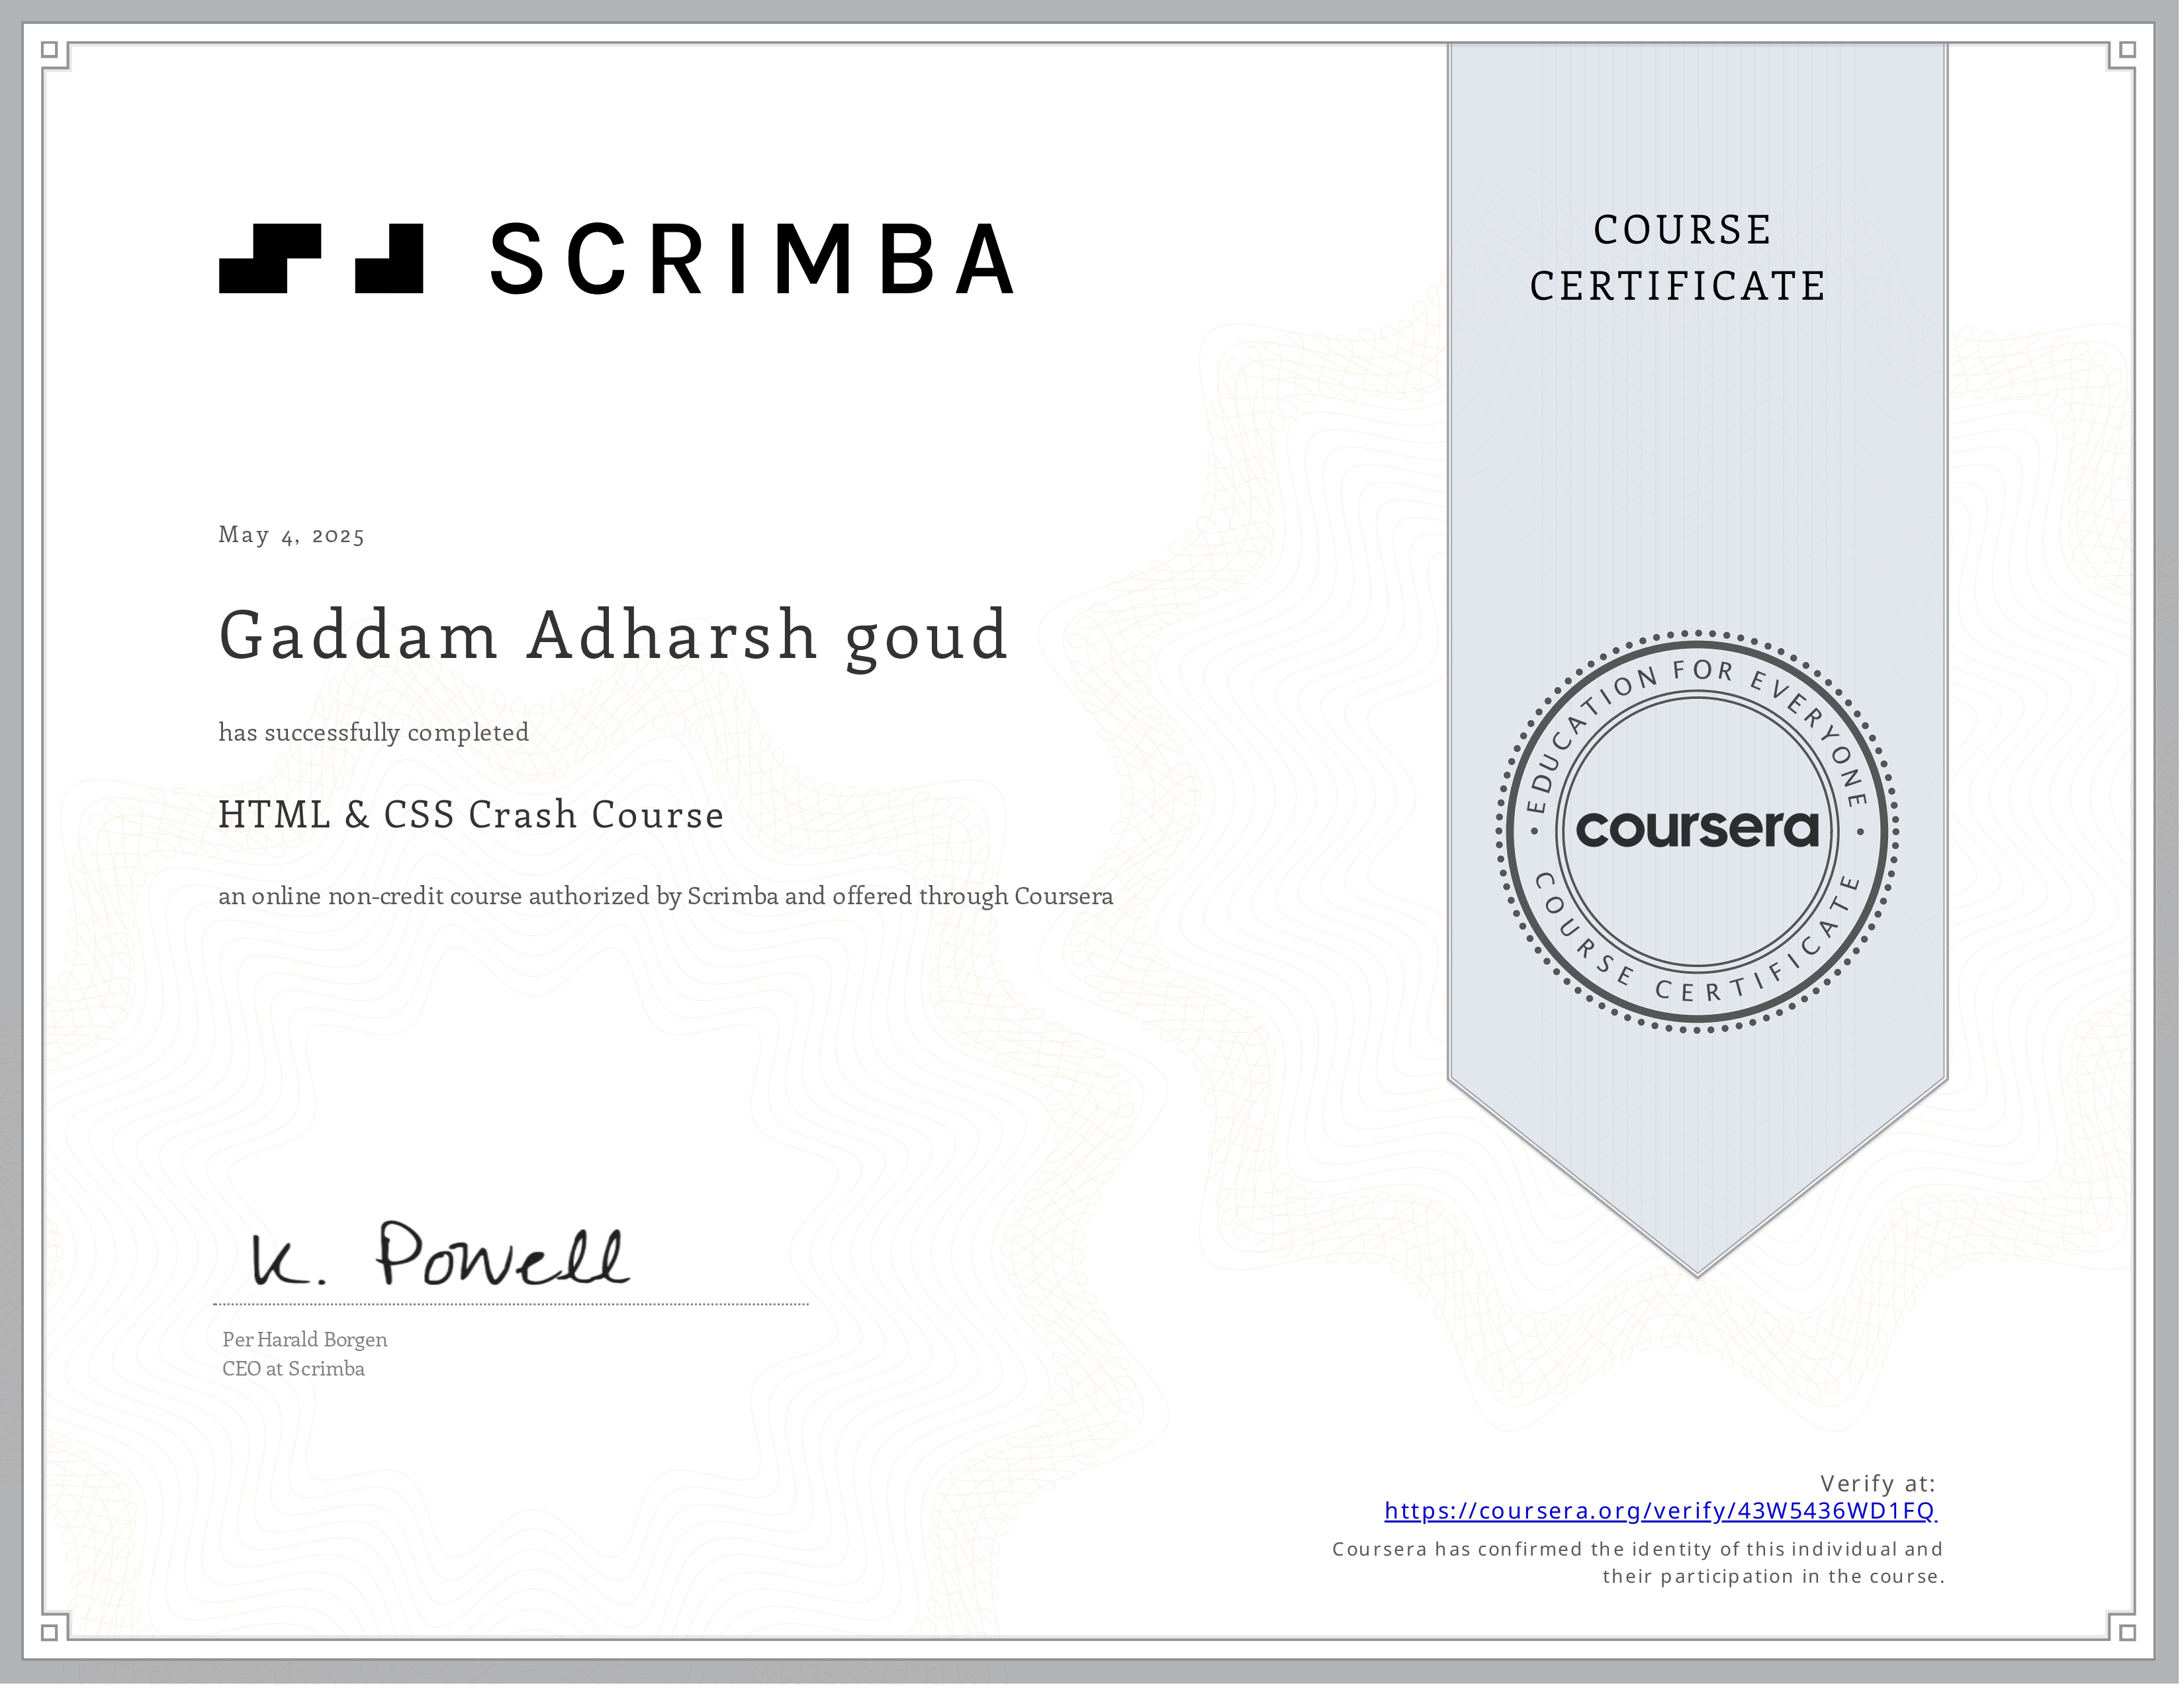 SCRIMBA
COURSE
CERTIFICATE
May 4, 2025
Gaddam Adharsh goud
has successfully completed
HTML & CSS Crash Course
an online non-credit course authorized by Scrimba and offered through Coursera
EDUCATION FOR EVERYONE
coursera
COURSE CERTIFICATE
K. Powell
Per Harald Borgen
CEO at Scrimba
Verify at:
https://coursera.org/verify/43W5436WD1FQ
Coursera has confirmed the identity of this individual and
their participation in the course.